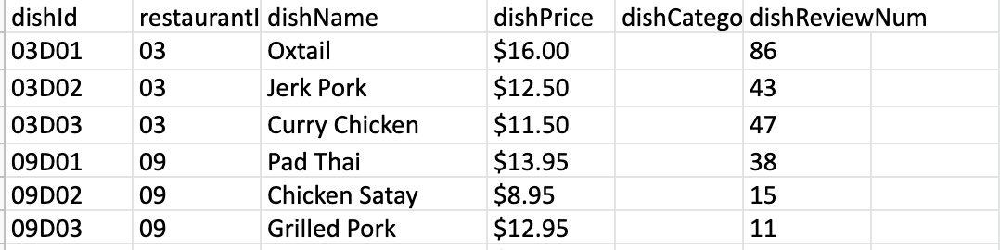 dishId restaurantI dishName dishPrice dishCatego dishReviewNum
03D01 03 Oxtail $16.00 86
03D02 03 Jerk Pork $12.50 43
03D03 03 Curry Chicken $11.50 47
09D01 09 Pad Thai $13.95 38
09D02 09 Chicken Satay $8.95 15
09D03 09 Grilled Pork $12.95 11